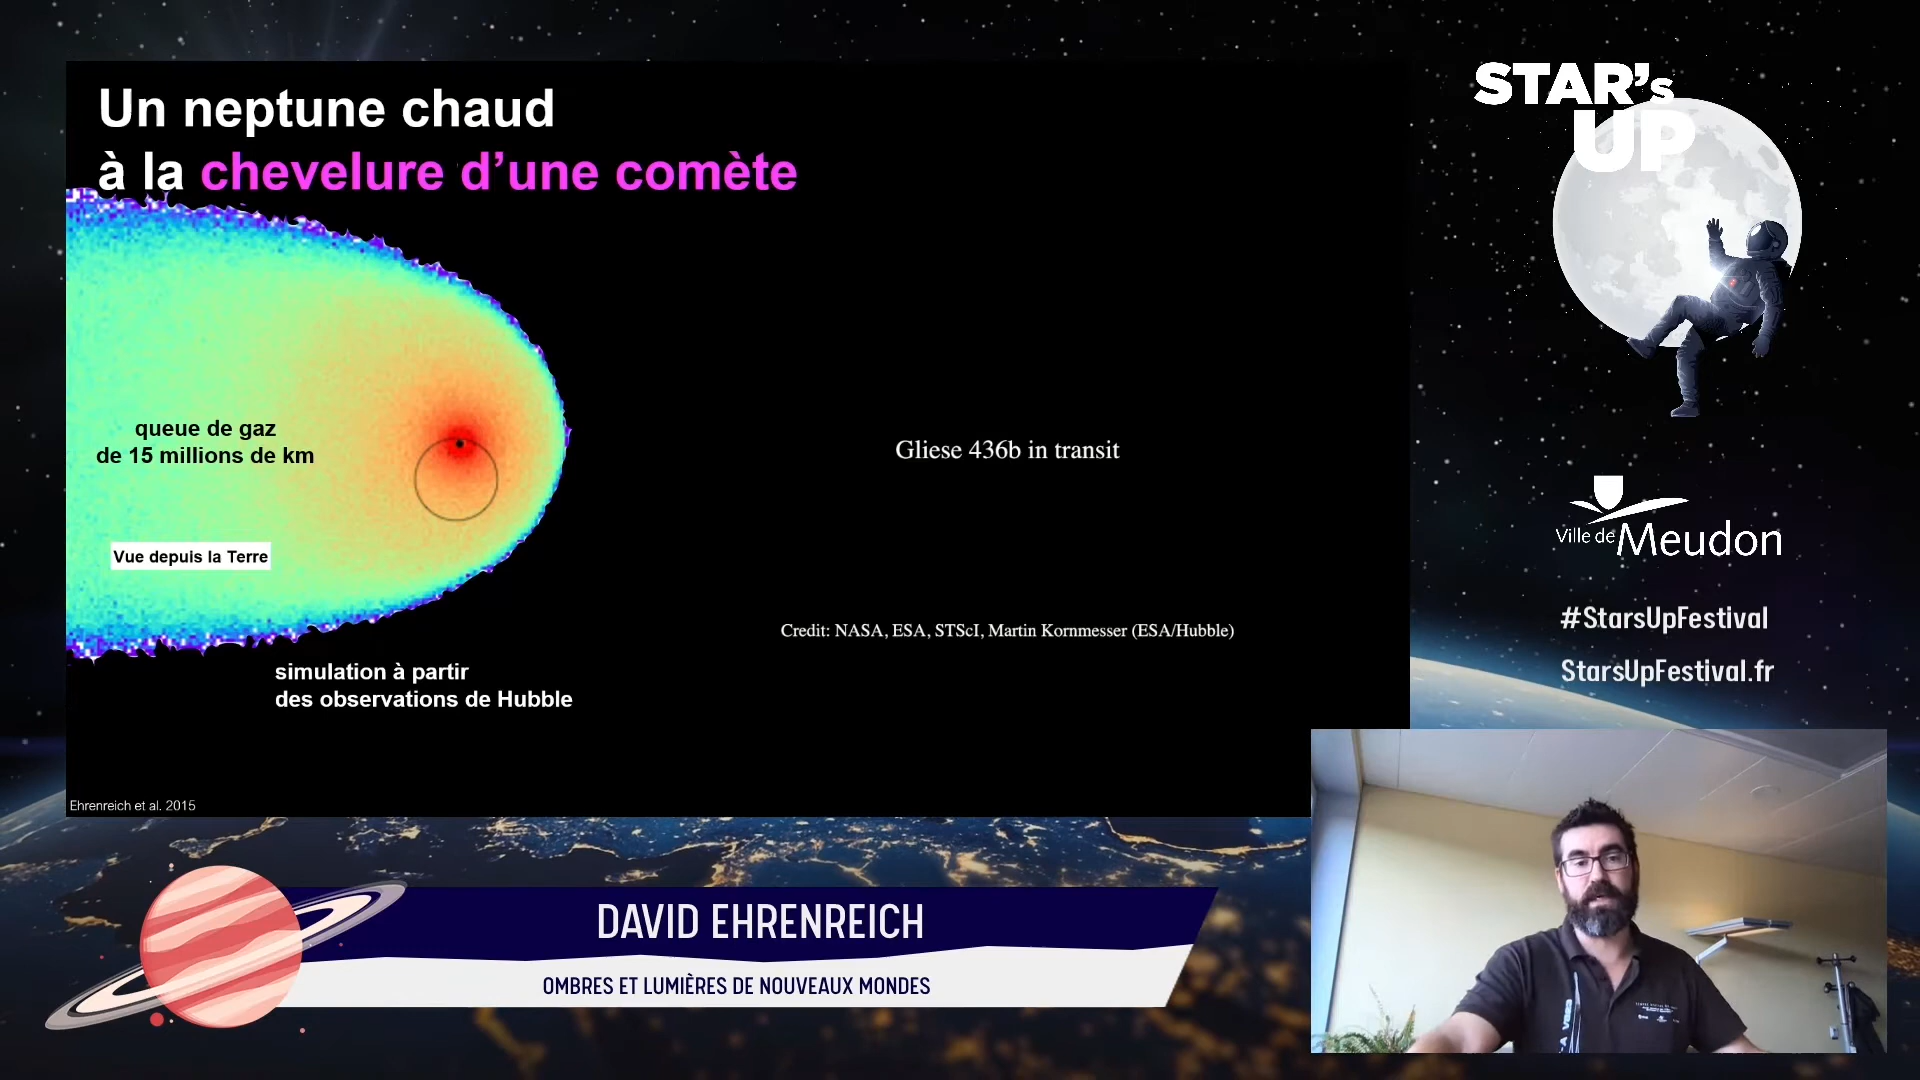 Un neptune chaud
à la chevelure d'une comète
queue de gaz
de 15 millions de km
Vue depuis la Terre
simulation à partir
des observations de Hubble
Ehrenreich et al. 2015
Gliese 436b in transit
Credit: NASA, ESA, STScI, Martin Kornmesser (ESA/Hubble)
STAR's
UP
Ville de Meudon
#StarsUpFestival
StarsUpFestival.fr
DAVID EHRENREICH
OMBRES ET LUMIÈRES DE NOUVEAUX MONDES